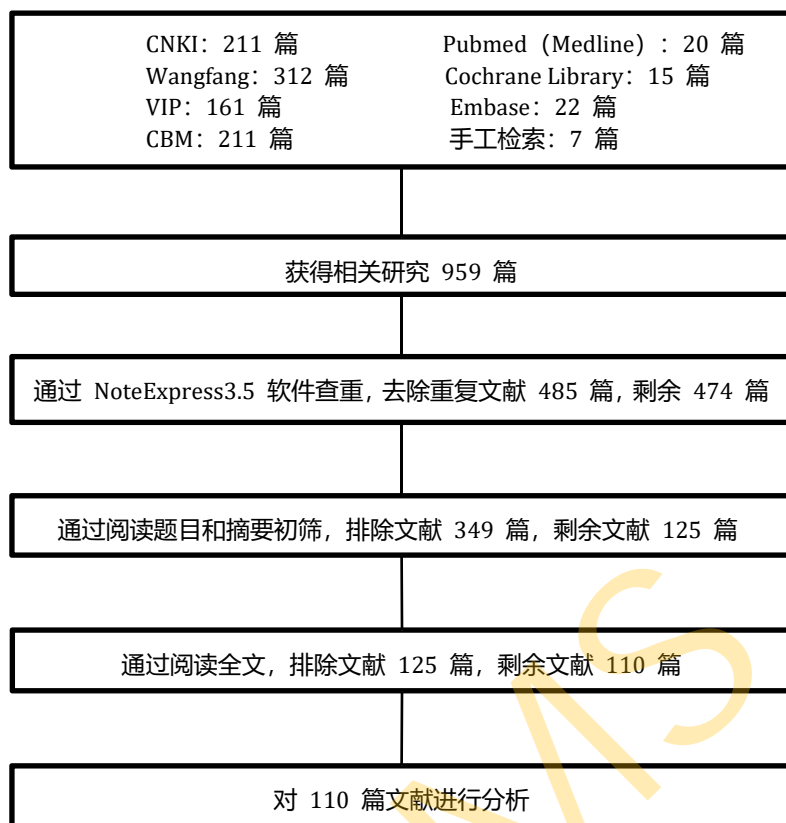 CNKI：211 篇 Pubmed（Medline）：20 篇
Wangfang：312 篇 Cochrane Library：15 篇
VIP：161 篇 Embase：22 篇
CBM：211 篇 手工检索：7 篇
获得相关研究 959 篇
通过 NoteExpress3.5 软件查重，去除重复文献 485 篇，剩余 474 篇
通过阅读题目和摘要初筛，排除文献 349 篇，剩余文献 125 篇
通过阅读全文，排除文献 125 篇，剩余文献 110 篇
对 110 篇文献进行分析
MS